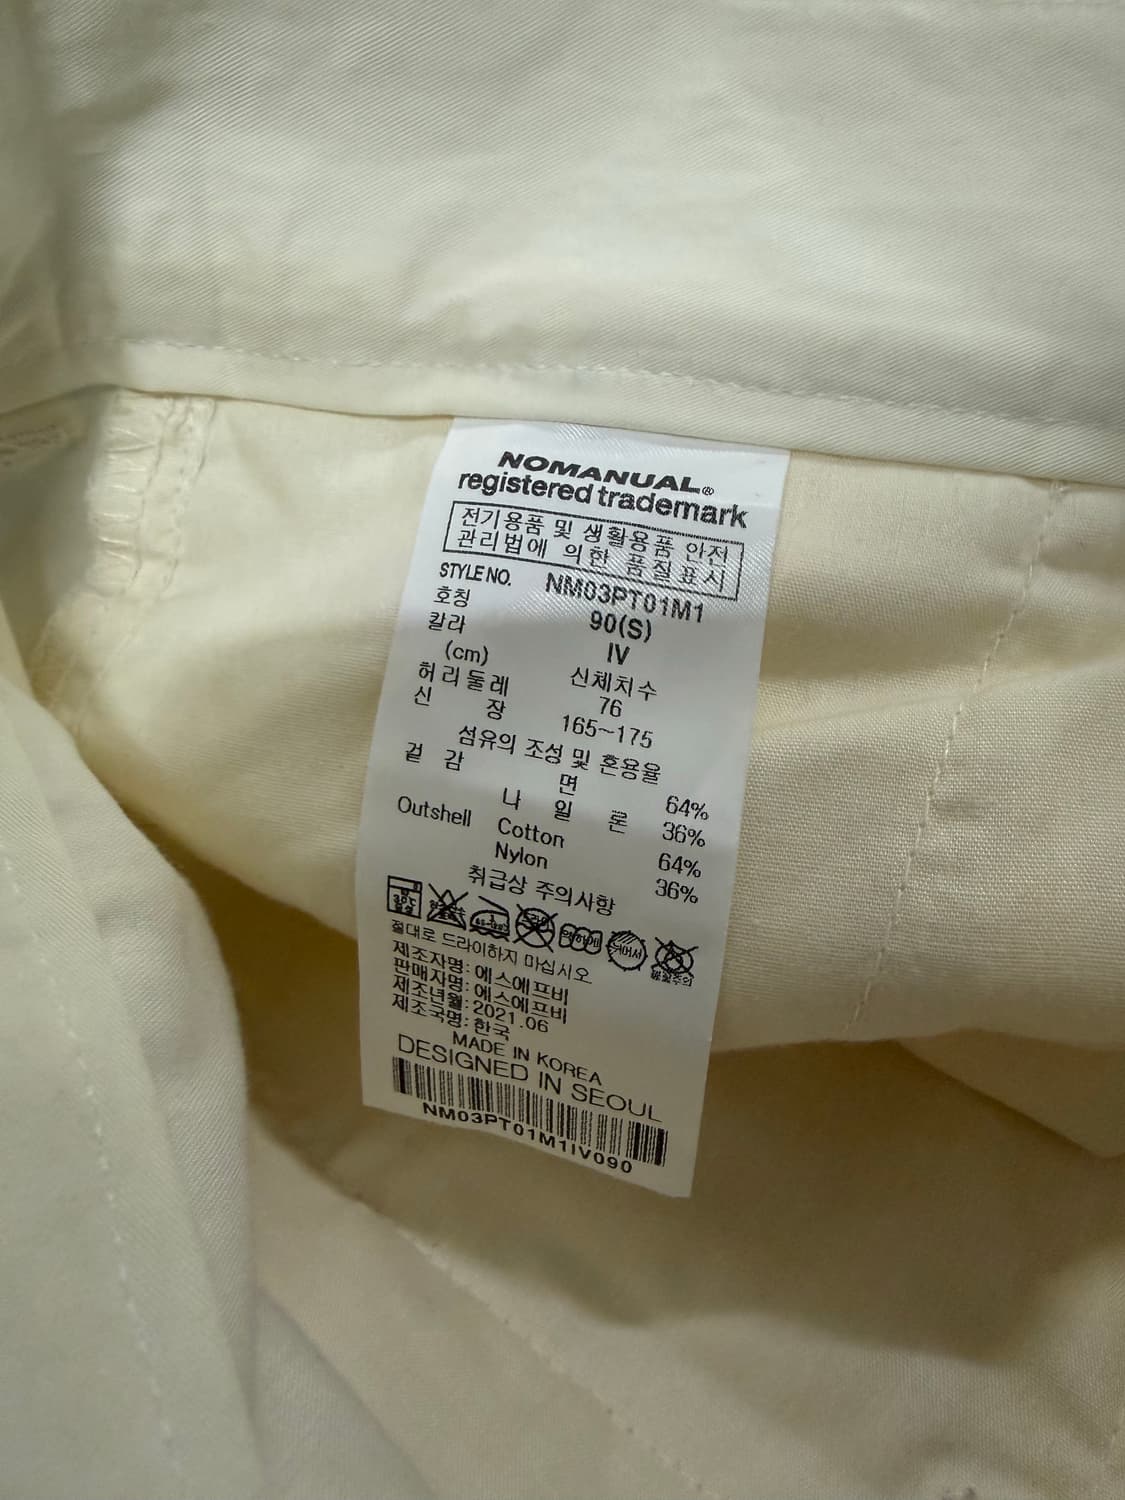 NOMANUAL®
registered trademark
전기용품 및 생활용품 안전
관리법에 의한 품질표시
STYLE NO. NM03PT01M1
호칭 90(S)
칼라 IV
(cm) 신체치수
허리둘레 76
신 장 165~175
섬유의 조성 및 혼용율
겉 감 면 64%
나 일 론 36%
Outshell Cotton 64%
Nylon 36%
취급상 주의사항
30℃
절대로 드라이하지 마십시오
제조자명: 에스에프비
판매자명: 에스에프비
제조년월: 2021.06
제조국명: 한국
MADE IN KOREA
DESIGNED IN SEOUL
NM03PT01M1IV090